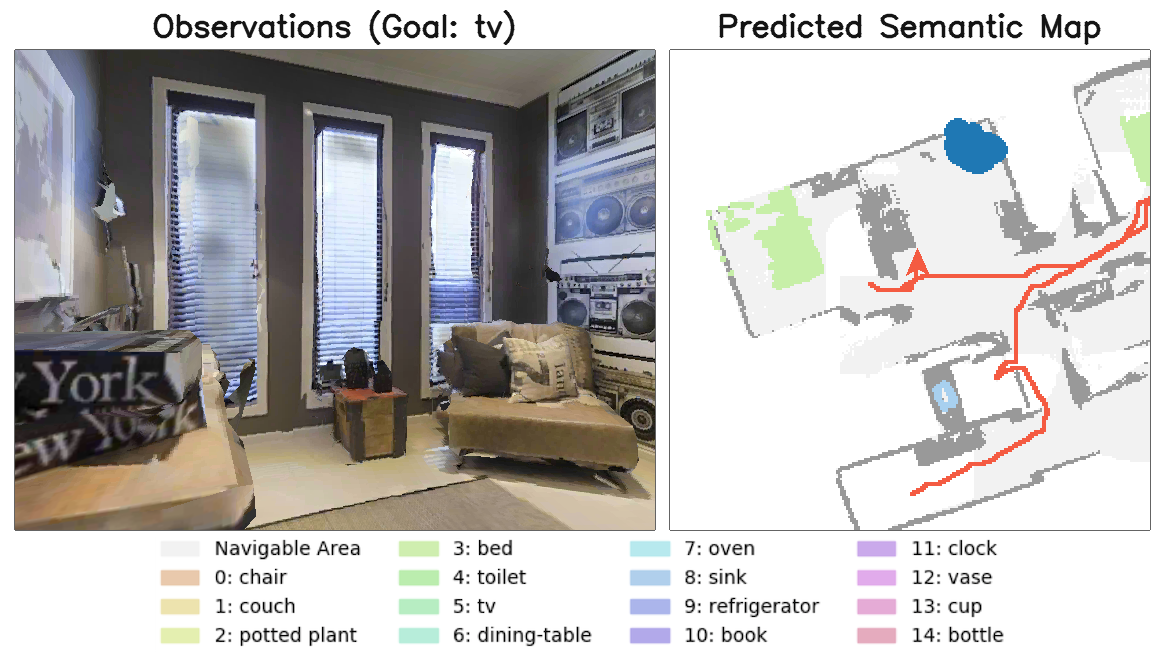 Observations (Goal: tv)
Predicted Semantic Map
York
New York
Navigable Area
0: chair
1: couch
2: potted plant
3: bed
4: toilet
5: tv
6: dining-table
7: oven
8: sink
9: refrigerator
10: book
11: clock
12: vase
13: cup
14: bottle